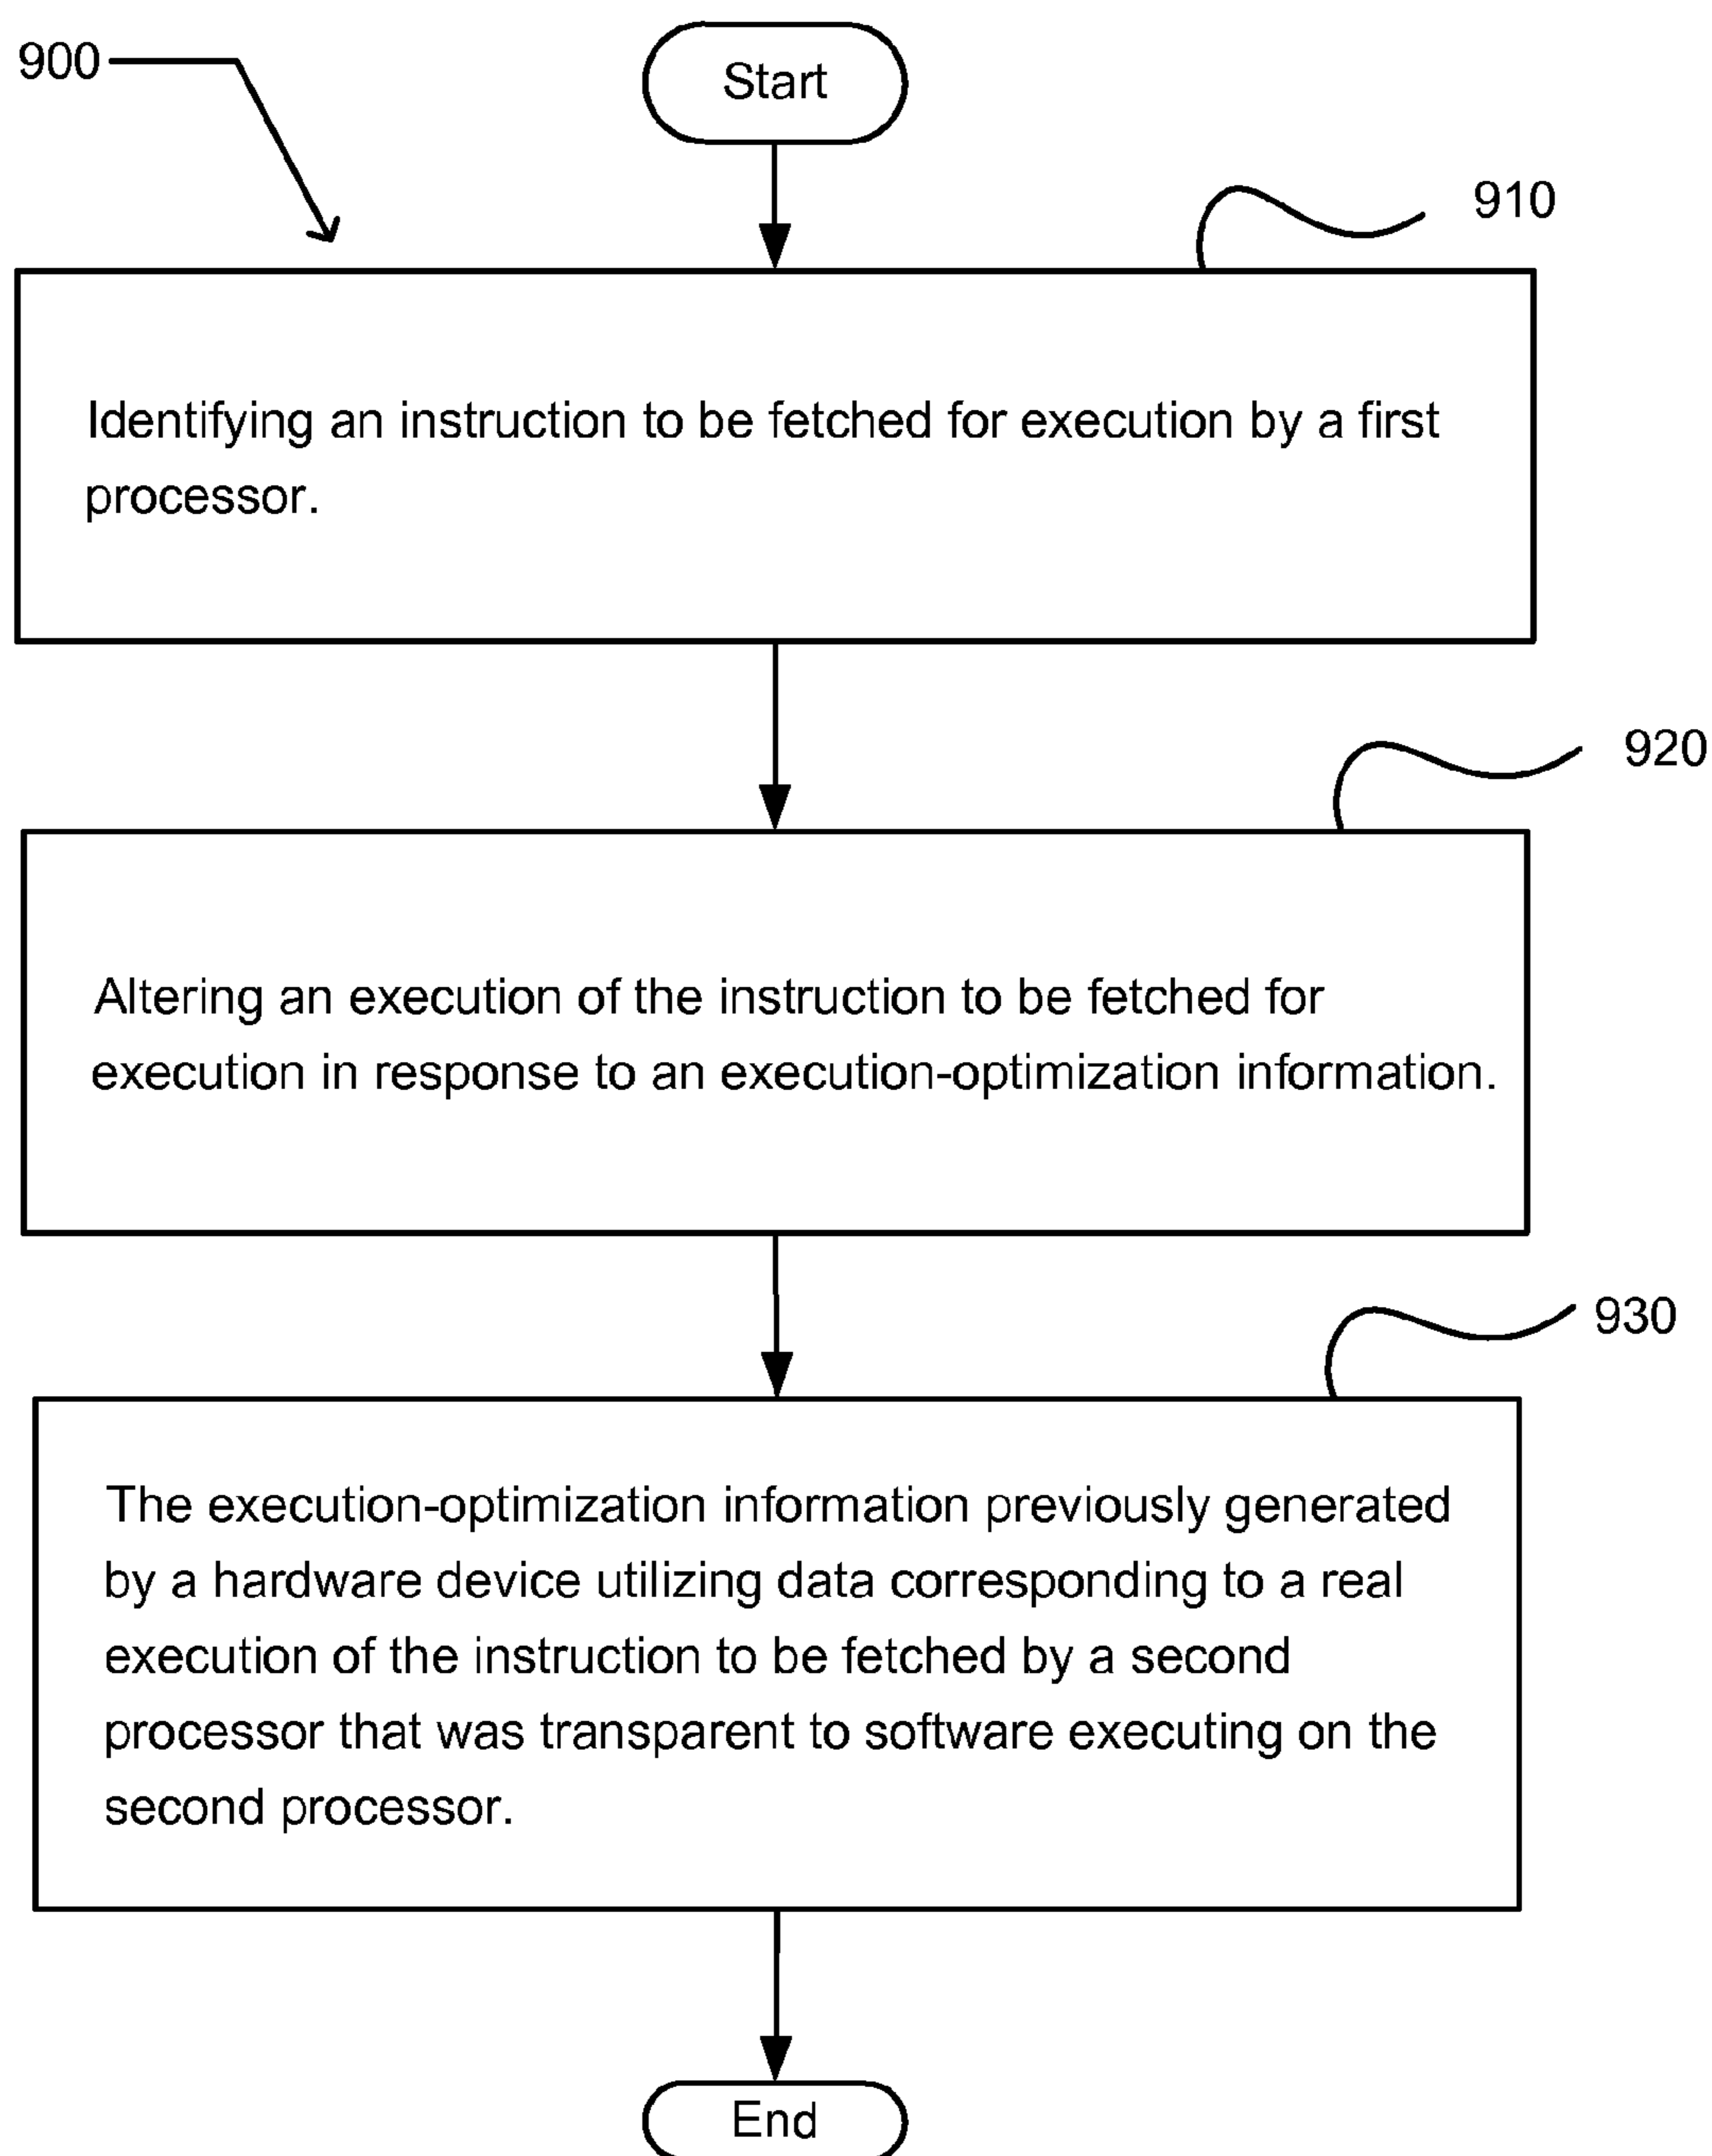 900
Start
910
Identifying an instruction to be fetched for execution by a first
processor.
920
Altering an execution of the instruction to be fetched for
execution in response to an execution-optimization information.
930
The execution-optimization information previously generated
by a hardware device utilizing data corresponding to a real
execution of the instruction to be fetched by a second
processor that was transparent to software executing on the
second processor.
End